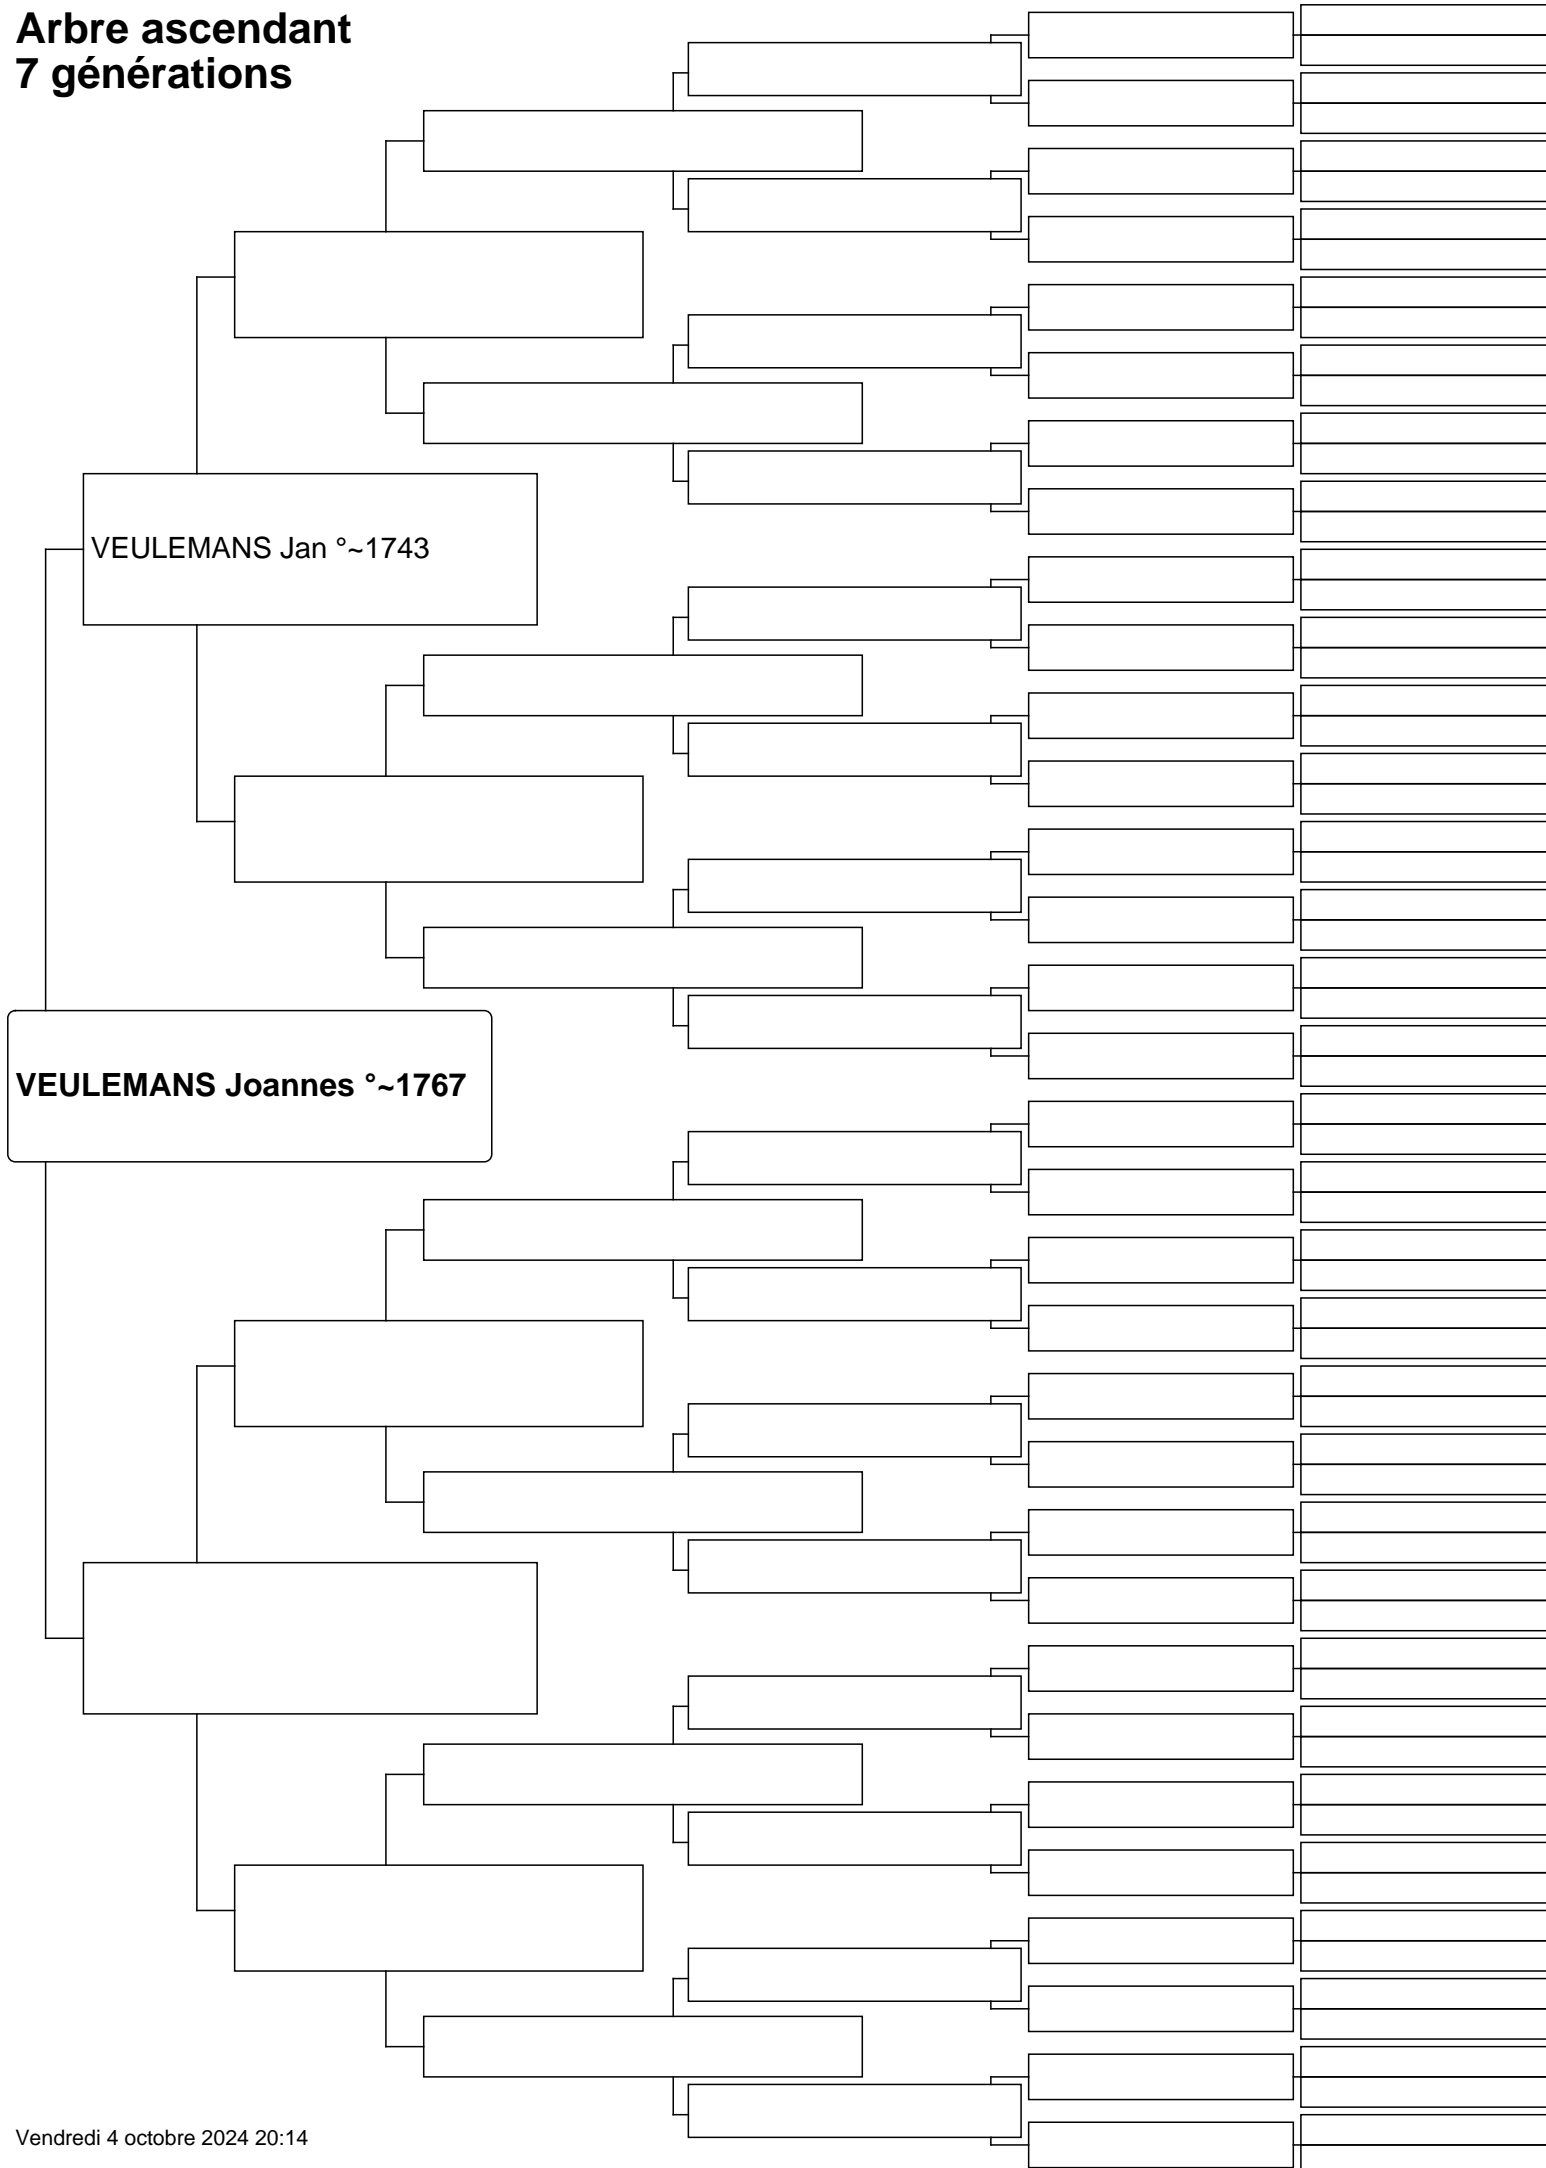 Arbre ascendant
7 générations
VEULEMANS Jan °~1743
VEULEMANS Joannes °~1767
Vendredi 4 octobre 2024 20:14